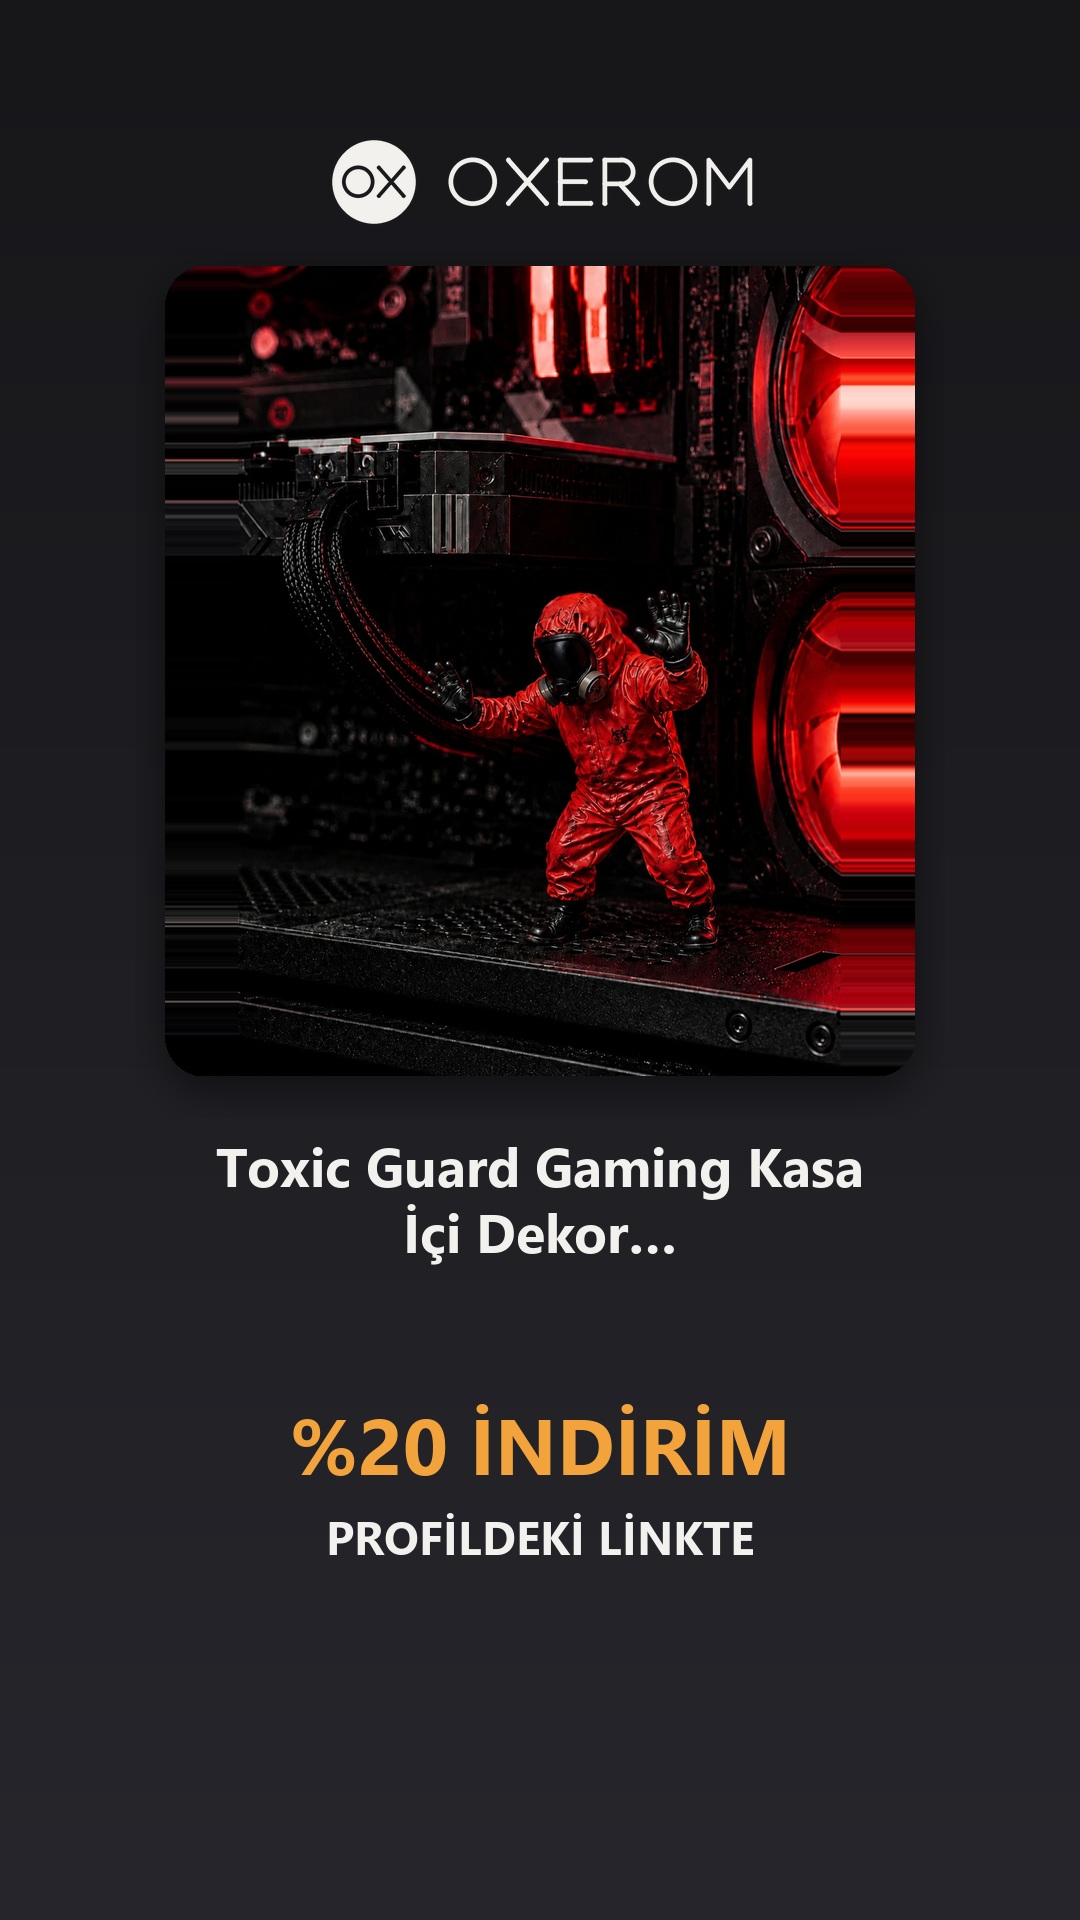 OX OXEROM
Toxic Guard Gaming Kasa
İçi Dekor...
%20 İNDİRİM
PROFİLDEKİ LİNKTE